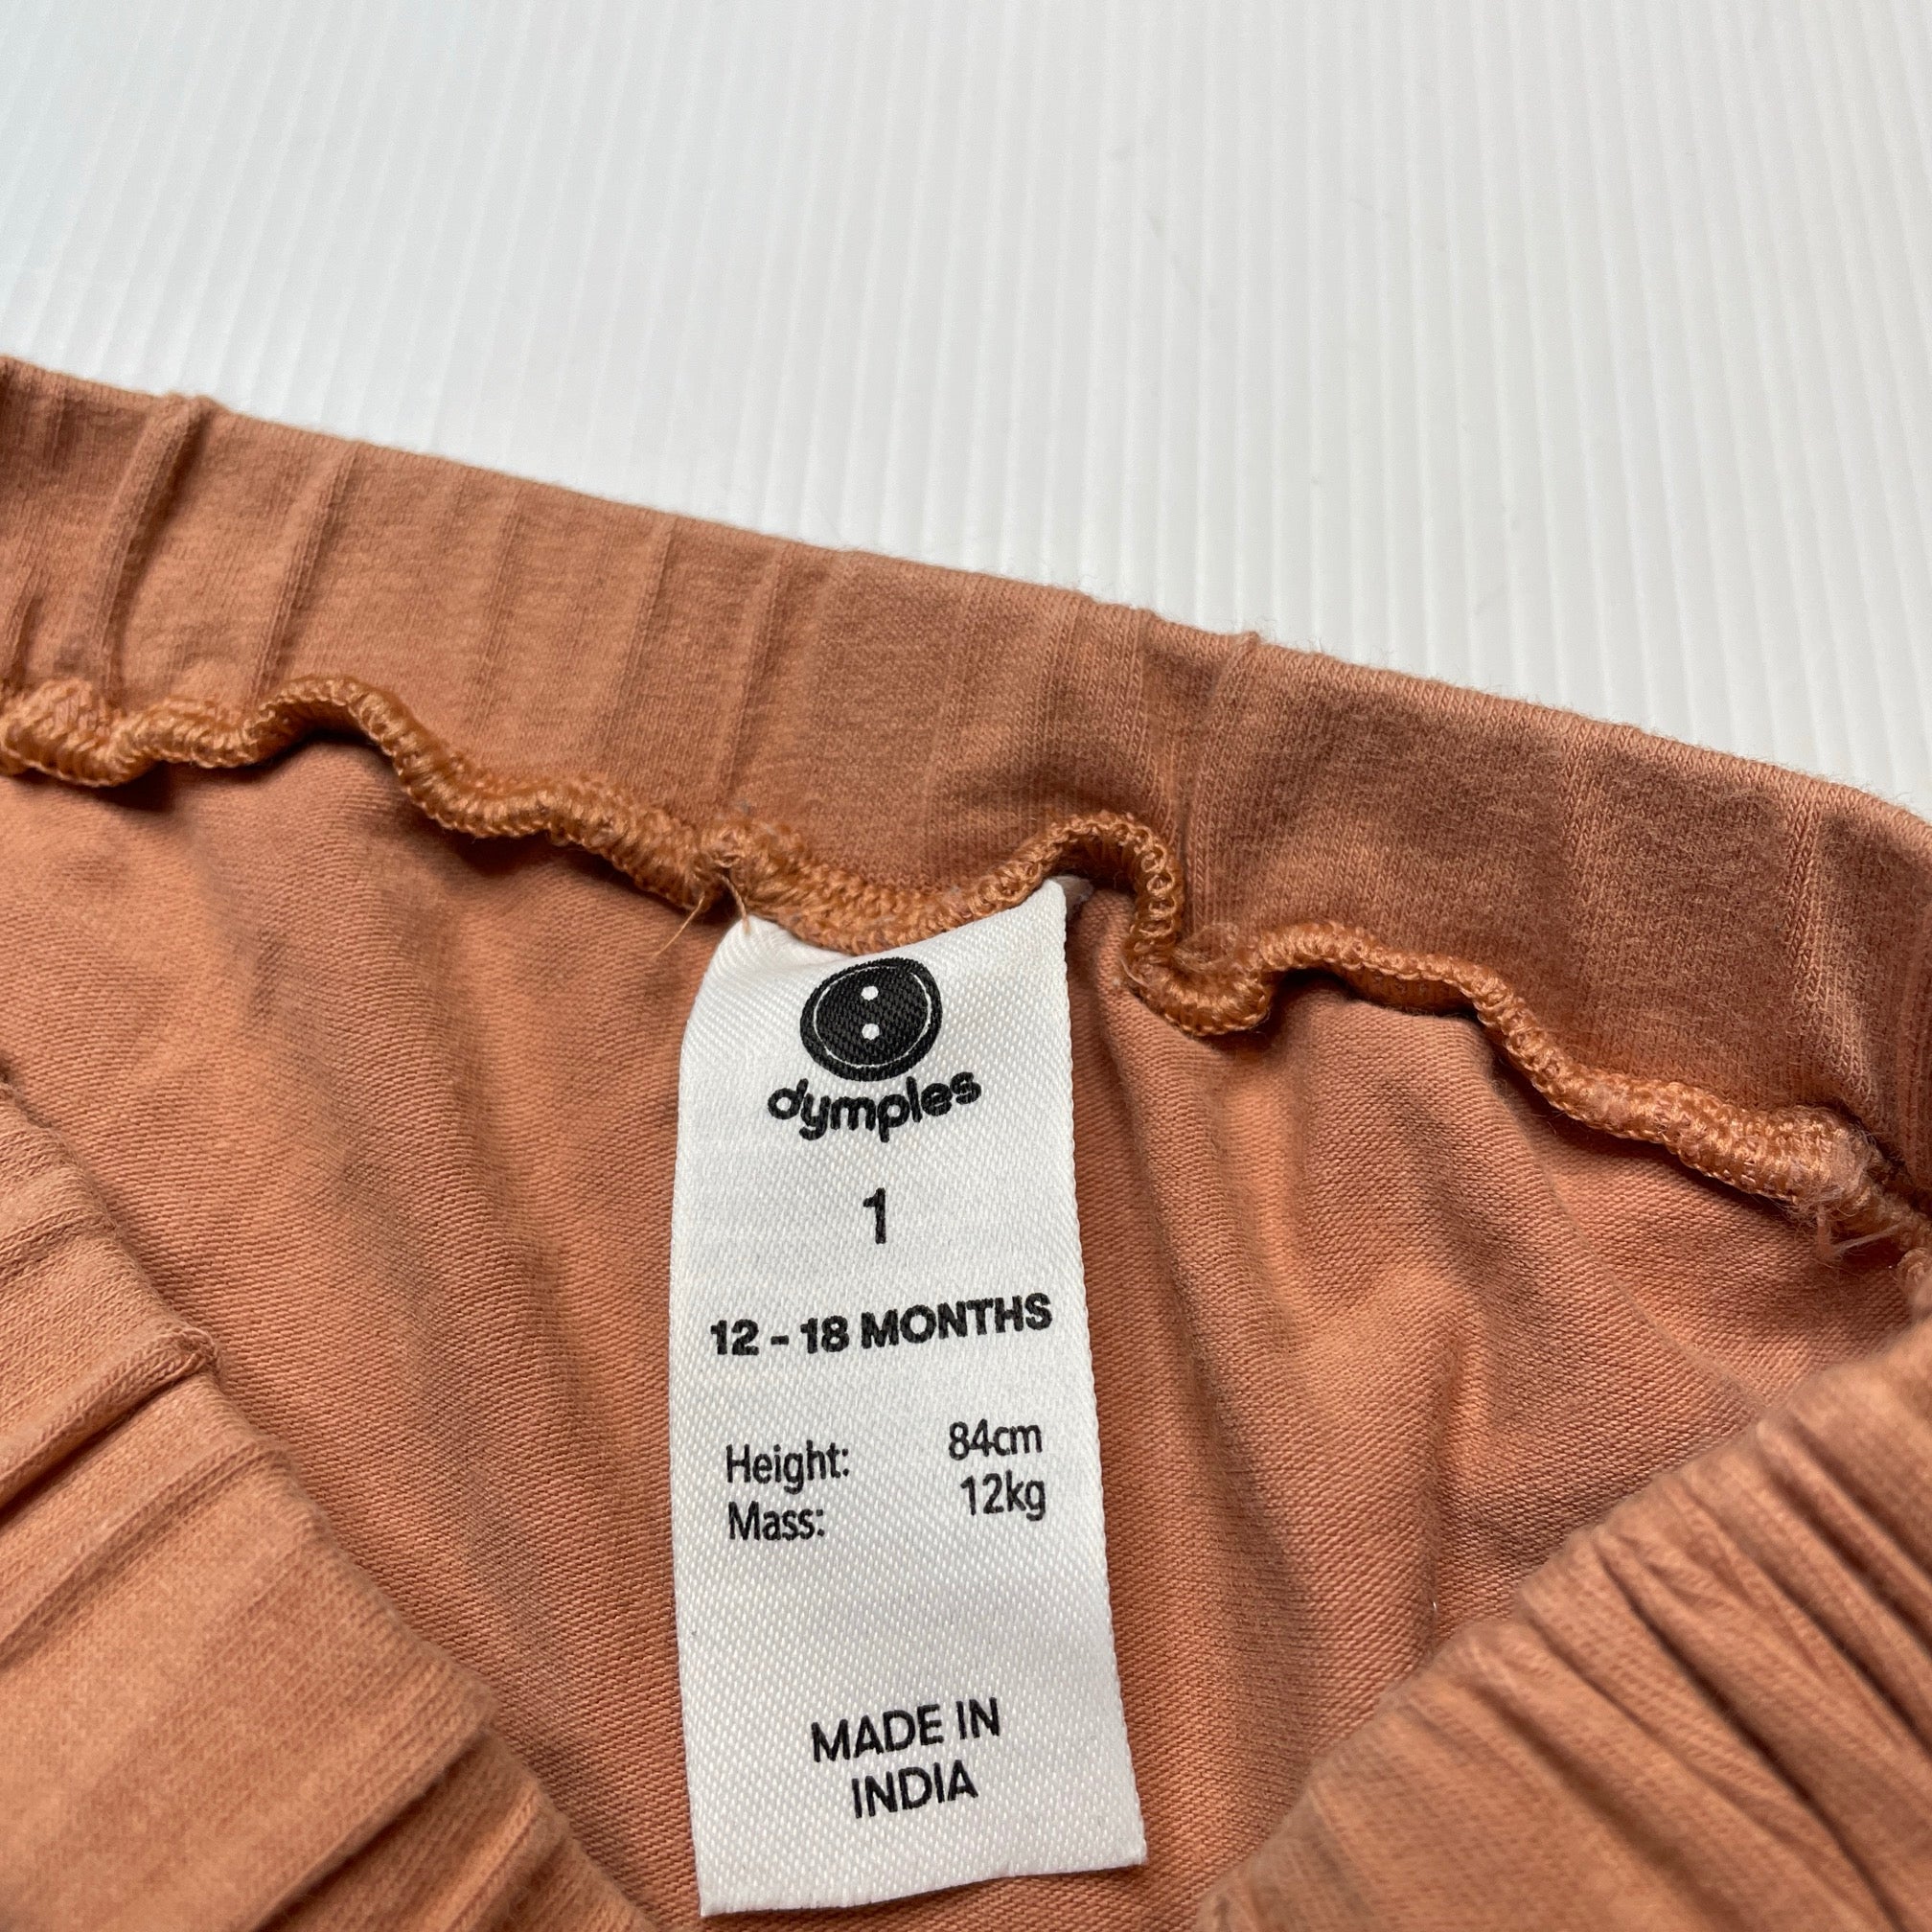 dymples
1
12 - 18 MONTHS
Height: 84cm
Mass: 12kg
MADE IN
INDIA